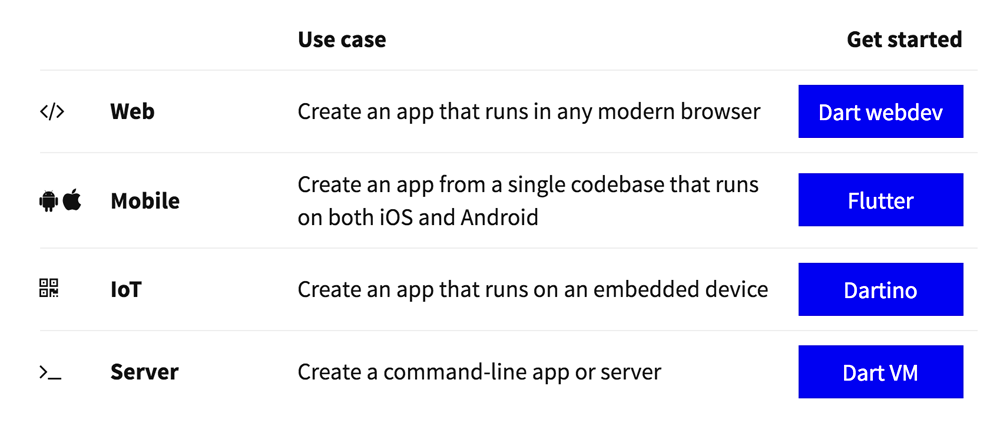 Use case Get started
Web Create an app that runs in any modern browser Dart webdev
Mobile Create an app from a single codebase that runs
on both iOS and Android Flutter
IoT Create an app that runs on an embedded device Dartino
Server Create a command-line app or server Dart VM